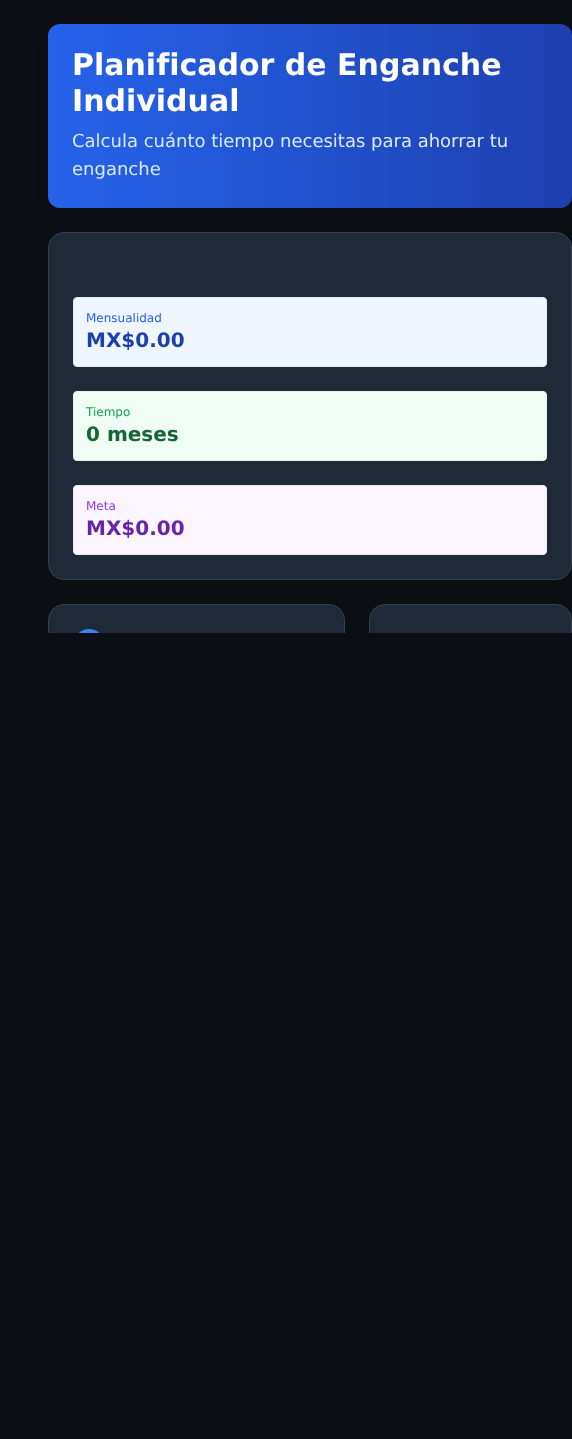 Planificador de Enganche
Individual
Calcula cuánto tiempo necesitas para ahorrar tu
enganche
Mensualidad
MX$0.00
Tiempo
0 meses
Meta
MX$0.00